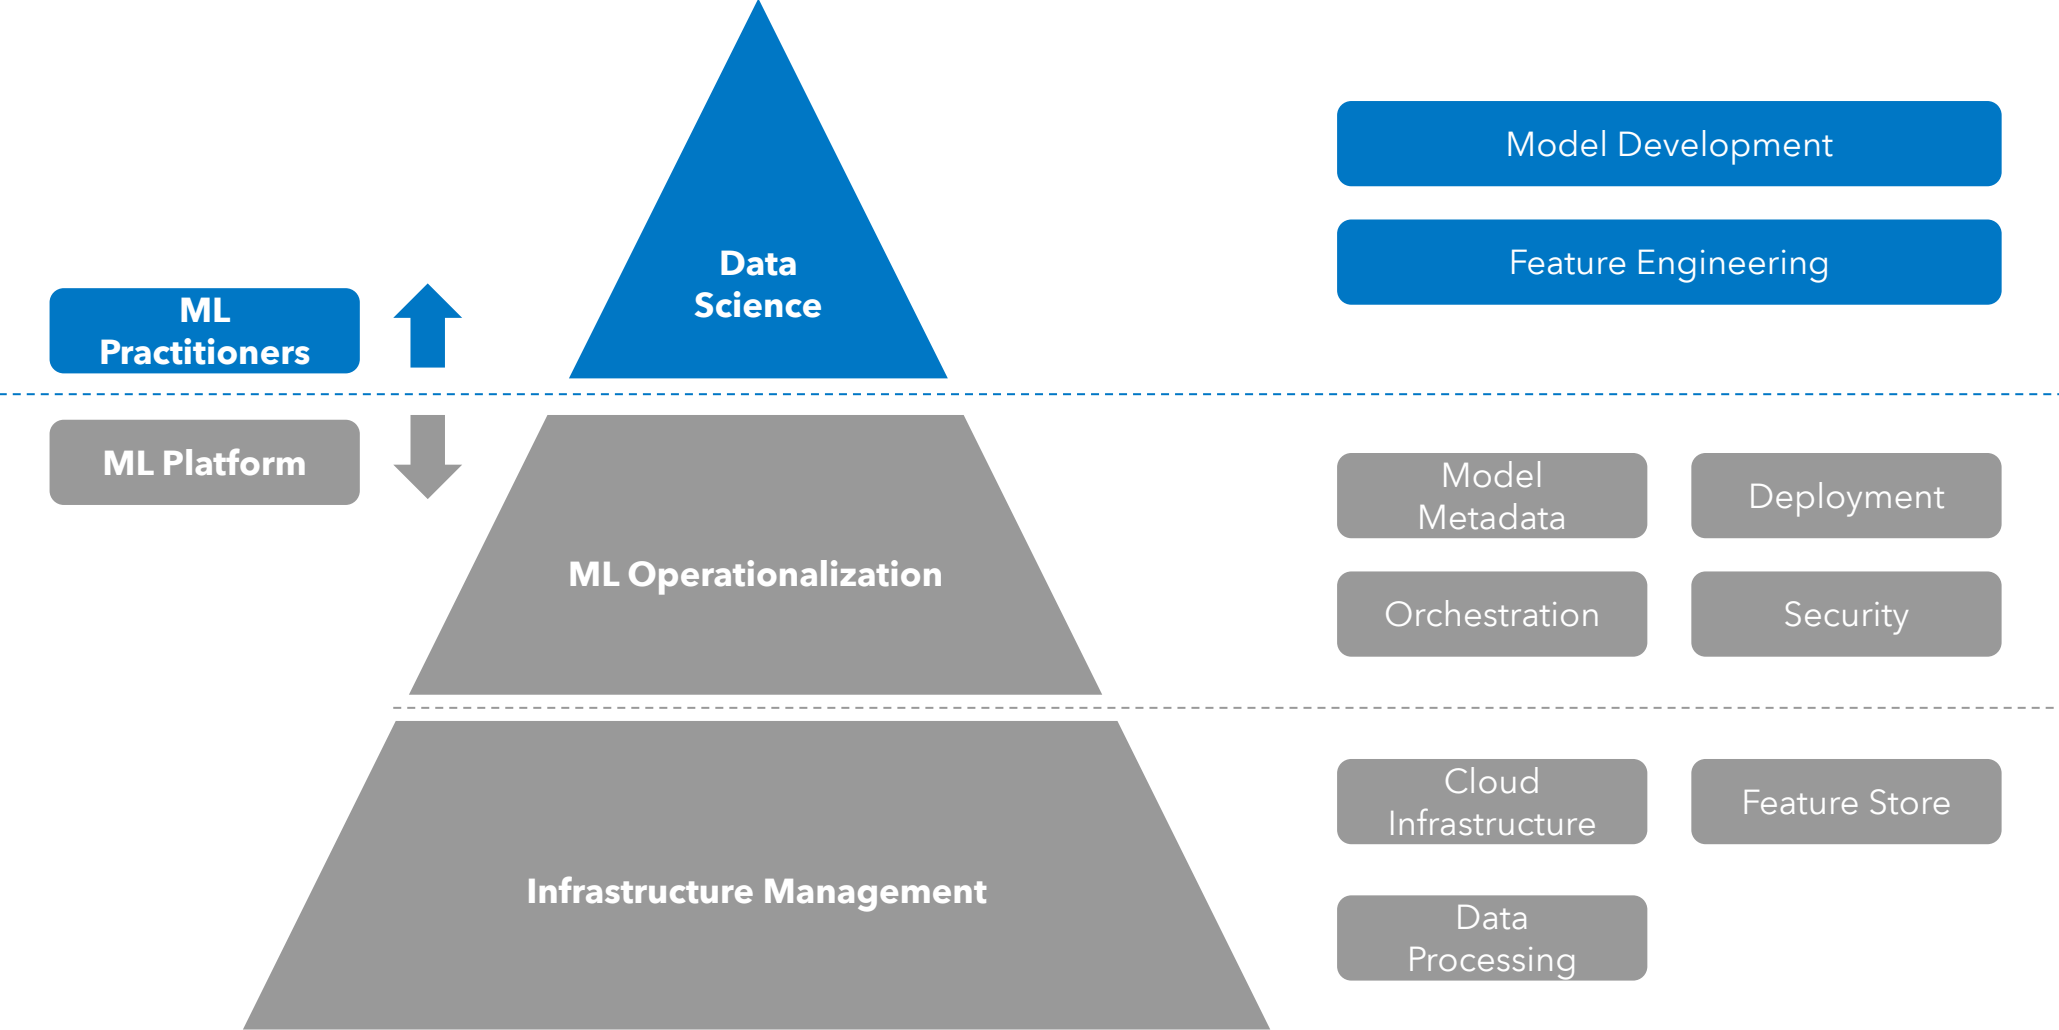 Data
Science
Model Development
Feature Engineering
ML
Practitioners
ML Platform
ML Operationalization
Model
Metadata
Deployment
Orchestration
Security
Infrastructure Management
Cloud
Infrastructure
Feature Store
Data
Processing